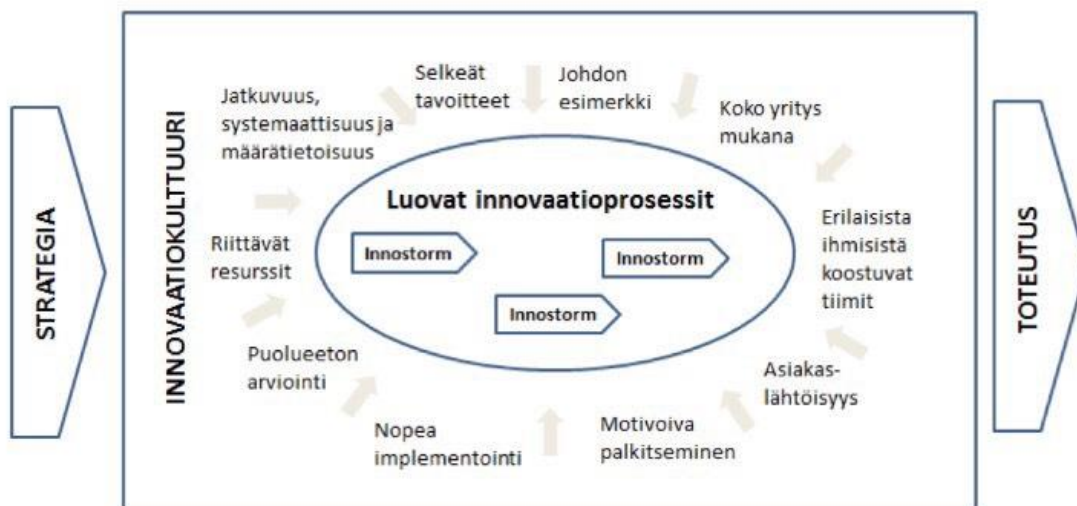 STRATEGIA
INNOVAATIOKULTTUURI
Jatkuvuus,
systemaattisuus ja
määrätietoisuus
Selkeät
tavoitteet
Johdon
esimerkki
Koko yritys
mukana
Erilaisista
ihmisistä
koostuvat
tiimit
Asiakas-
lähtöisyys
Motivoiva
palkitseminen
Nopea
implementointi
Puolueeton
arviointi
Riittävät
resurssit
Luovat innovaatioprosessit
Innostorm
Innostorm
Innostorm
TOTEUTUS